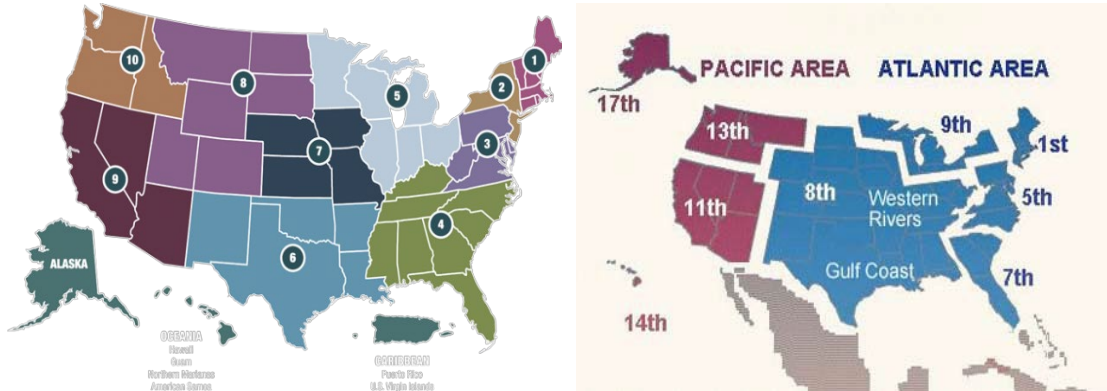 1
10
2
8
5
3
7
9
4
6
ALASKA
OCEANIA
Hawaii
Guam
Northern Marianas
American Samoa
CARIBBEAN
Puerto Rico
U.S. Virgin Islands
PACIFIC AREA ATLANTIC AREA
17th
13th
9th
1st
8th
Western
Rivers
5th
11th
Gulf Coast
7th
14th